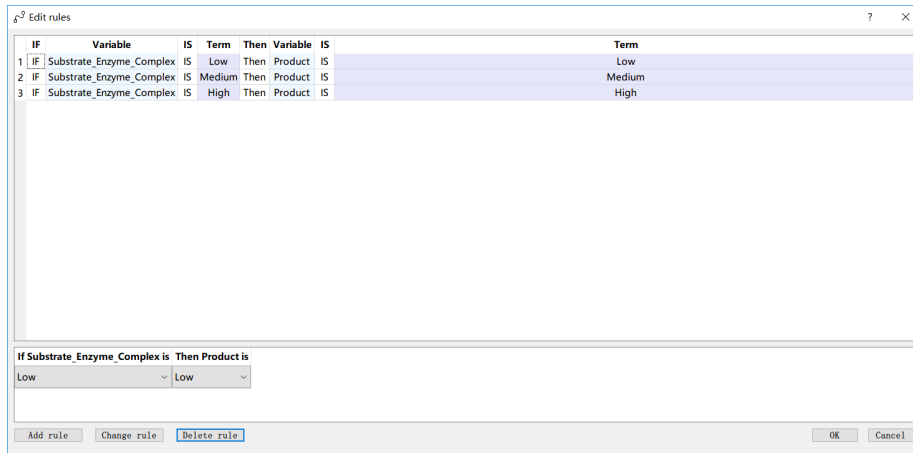 Edit rules ? ×
IF Variable IS Term Then Variable IS Term
1 IF Substrate_Enzyme_Complex IS Low Then Product IS Low
2 IF Substrate_Enzyme_Complex IS Medium Then Product IS Medium
3 IF Substrate_Enzyme_Complex IS High Then Product IS High
If Substrate_Enzyme_Complex is Then Product is
Low Low
Add rule Change rule Delete rule OK Cancel